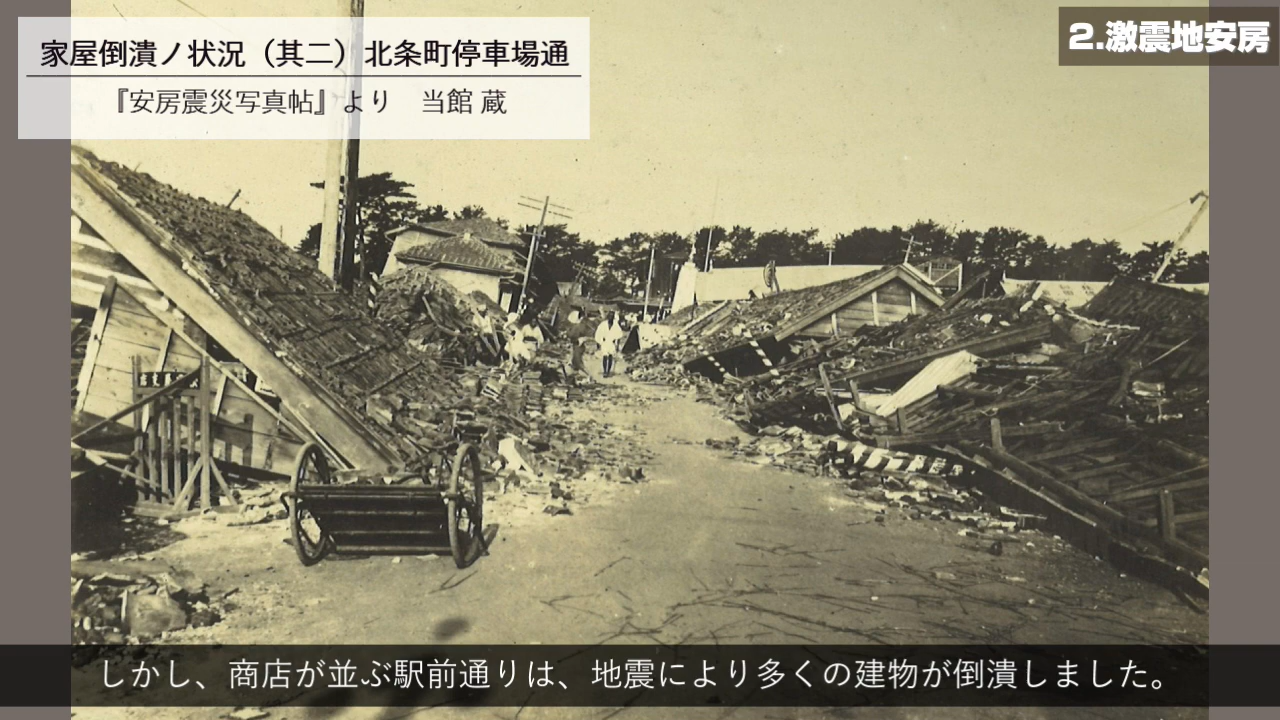 家屋倒潰ノ状況（其二）北条町停車場通
『安房震災写真帖』より　当館 蔵
2.激震地安房
しかし、商店が並ぶ駅前通りは、地震により多くの建物が倒潰しました。